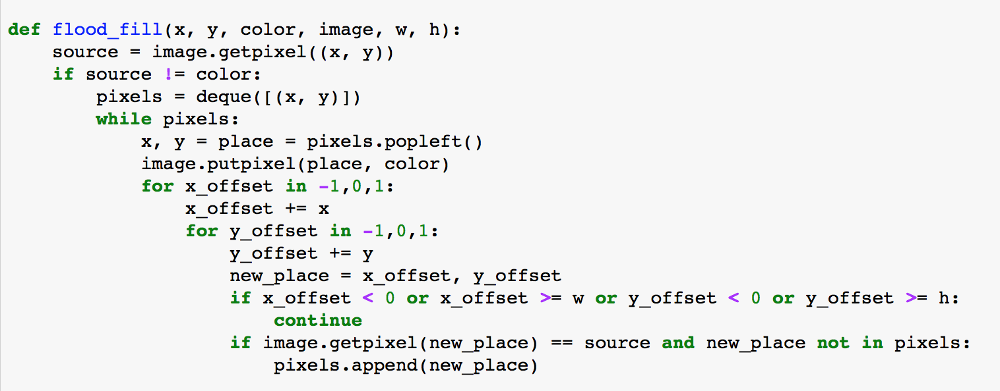 def flood_fill(x, y, color, image, w, h):
    source = image.getpixel((x, y))
    if source != color:
        pixels = deque([(x, y)])
        while pixels:
            x, y = place = pixels.popleft()
            image.putpixel(place, color)
            for x_offset in -1,0,1:
                x_offset += x
                for y_offset in -1,0,1:
                    y_offset += y
                    new_place = x_offset, y_offset
                    if x_offset < 0 or x_offset >= w or y_offset < 0 or y_offset >= h:
                        continue
                    if image.getpixel(new_place) == source and new_place not in pixels:
                        pixels.append(new_place)